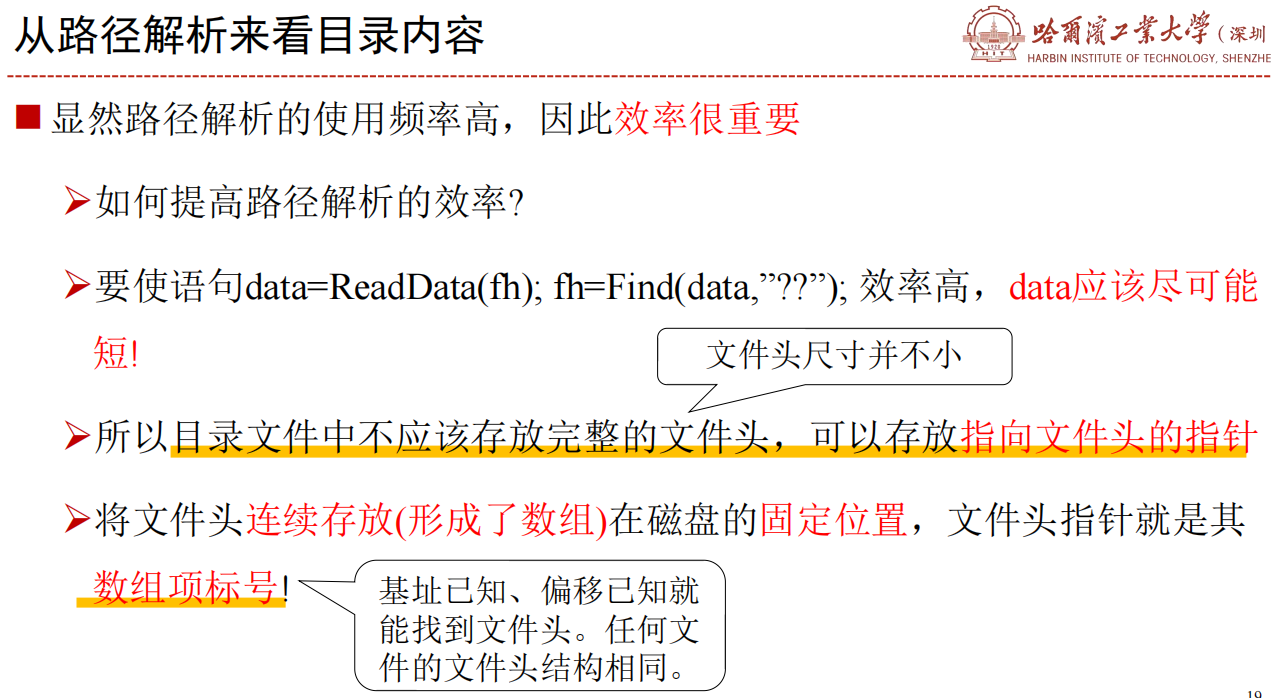 从路径解析来看目录内容
哈尔滨工业大学(深圳
HARBIN INSTITUTE OF TECHNOLOGY, SHENZHE
1920
HIT
显然路径解析的使用频率高，因此效率很重要
如何提高路径解析的效率?
要使语句data=ReadData(fh); fh=Find(data,”??”); 效率高，data应该尽可能
短!
文件头尺寸并不小
所以目录文件中不应该存放完整的文件头，可以存放指向文件头的指针
将文件头连续存放(形成了数组)在磁盘的固定位置，文件头指针就是其
数组项标号!
基址已知、偏移已知就
能找到文件头。任何文
件的文件头结构相同。
19